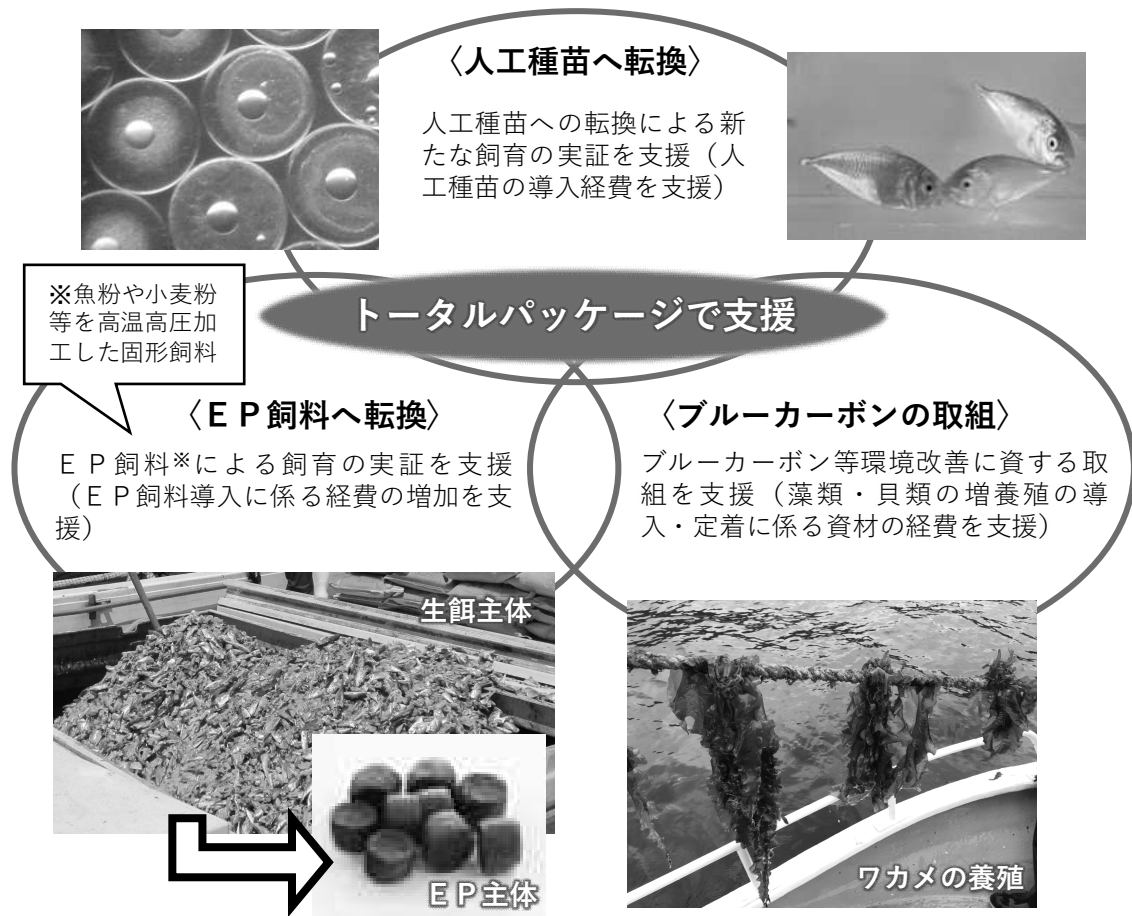 〈人工種苗へ転換〉
人工種苗への転換による新
たな飼育の実証を支援（人
工種苗の導入経費を支援）
トータルパッケージで支援
※魚粉や小麦粉
等を高温高圧加
工した固形飼料
〈ＥＰ飼料へ転換〉
ＥＰ飼料※による飼育の実証を支援
（ＥＰ飼料導入に係る経費の増加を支
援）
〈ブルーカーボンの取組〉
ブルーカーボン等環境改善に資する取
組を支援（藻類・貝類の増養殖の導
入・定着に係る資材の経費を支援）
生餌主体
ＥＰ主体
ワカメの養殖